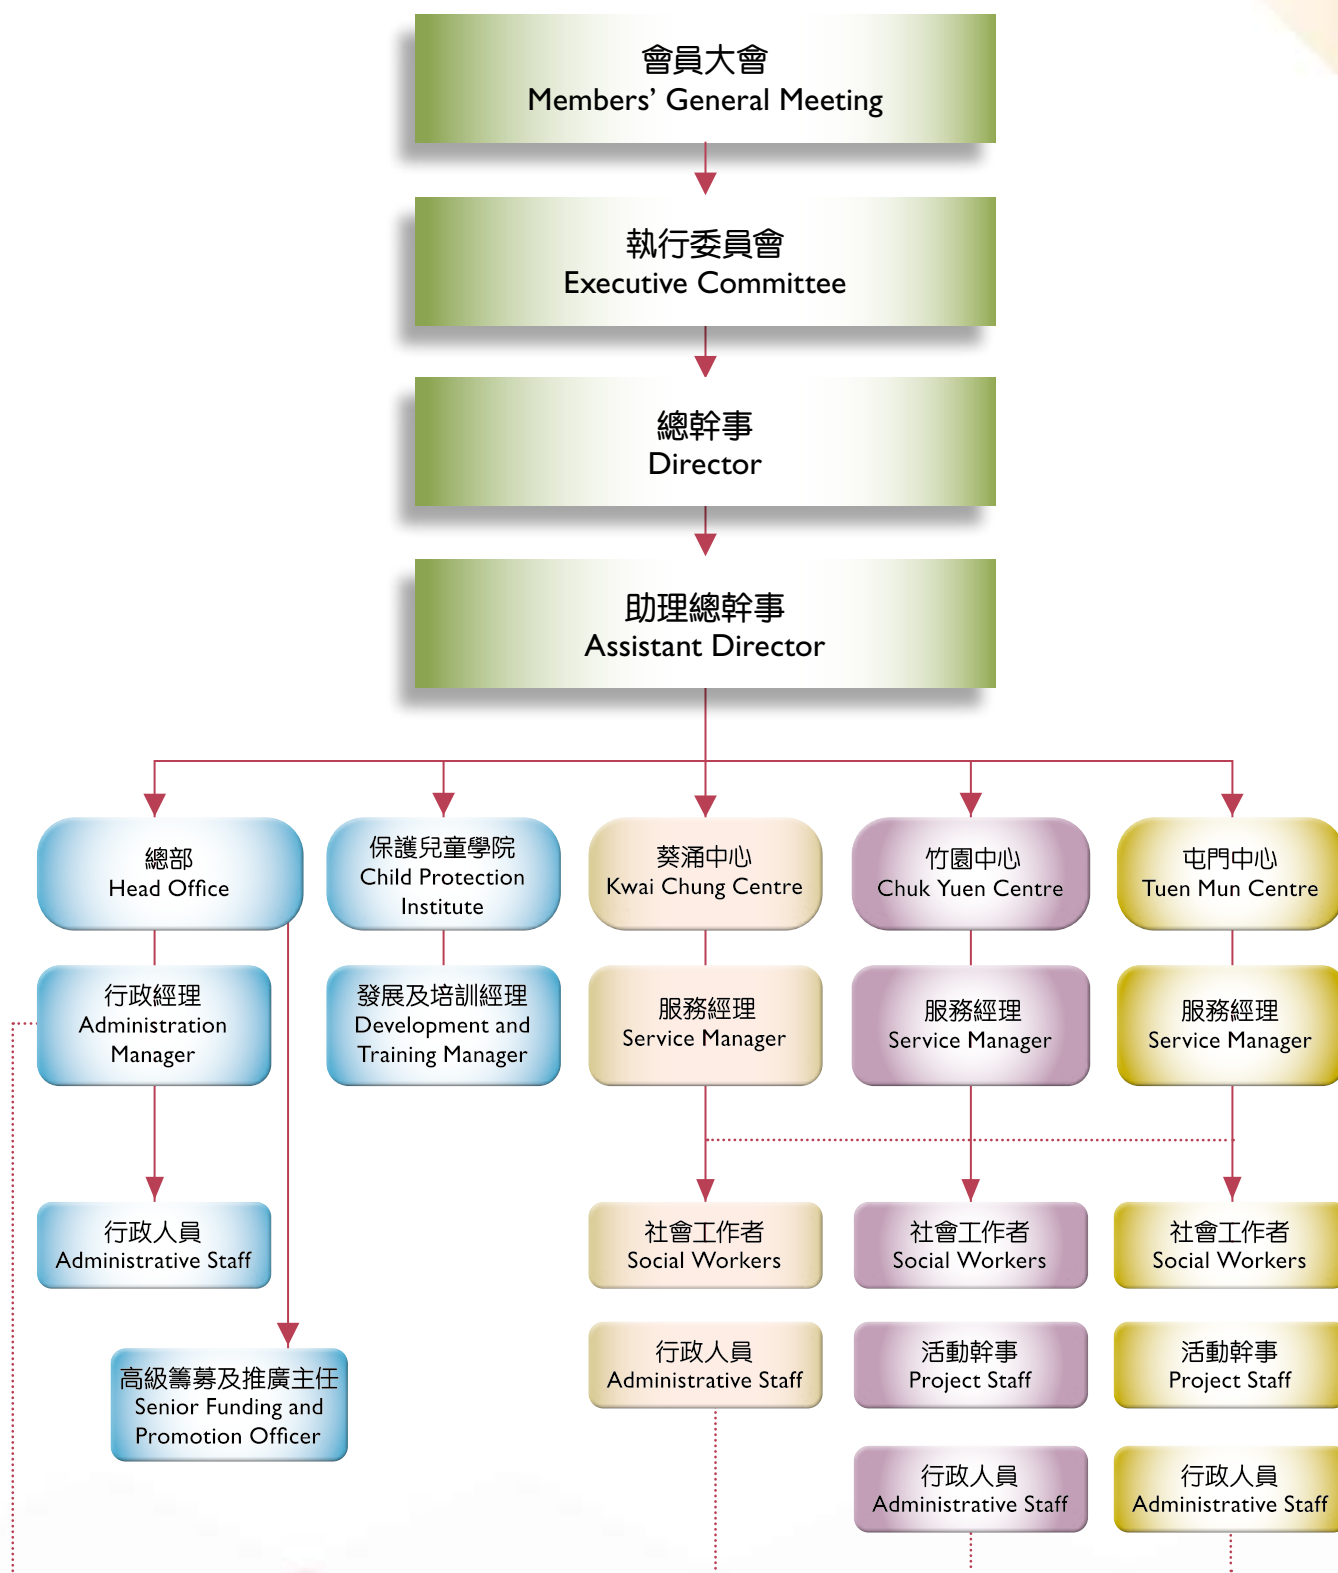 會員大會
Members’ General Meeting
執行委員會
Executive Committee
總幹事
Director
助理總幹事
Assistant Director
總部
Head Office
保護兒童學院
Child Protection
Institute
葵涌中心
Kwai Chung Centre
竹園中心
Chuk Yuen Centre
屯門中心
Tuen Mun Centre
行政經理
Administration
Manager
發展及培訓經理
Development and
Training Manager
服務經理
Service Manager
服務經理
Service Manager
服務經理
Service Manager
行政人員
Administrative Staff
社會工作者
Social Workers
社會工作者
Social Workers
社會工作者
Social Workers
高級籌募及推廣主任
Senior Funding and
Promotion Officer
行政人員
Administrative Staff
活動幹事
Project Staff
活動幹事
Project Staff
行政人員
Administrative Staff
行政人員
Administrative Staff